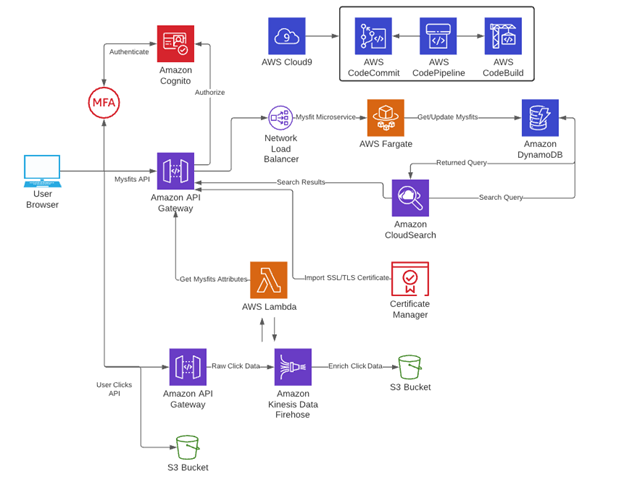 Authenticate
Amazon
Cognito
Authorize
MFA
9
AWS Cloud9
AWS
CodeCommit
AWS
CodePipeline
AWS
CodeBuild
Mysfit Microservice
Network
Load
Balancer
AWS Fargate
Get/Update Mysfits
Amazon
DynamoDB
Returned Query
User
Browser
Mysfits API
Amazon API
Gateway
Search Results
Amazon
CloudSearch
Search Query
Get Mysfits Attributes
AWS Lambda
Import SSL/TLS Certificate
Certificate
Manager
User Clicks
API
Amazon API
Gateway
Raw Click Data
Amazon
Kinesis Data
Firehose
Enrich Click Data
S3 Bucket
S3 Bucket